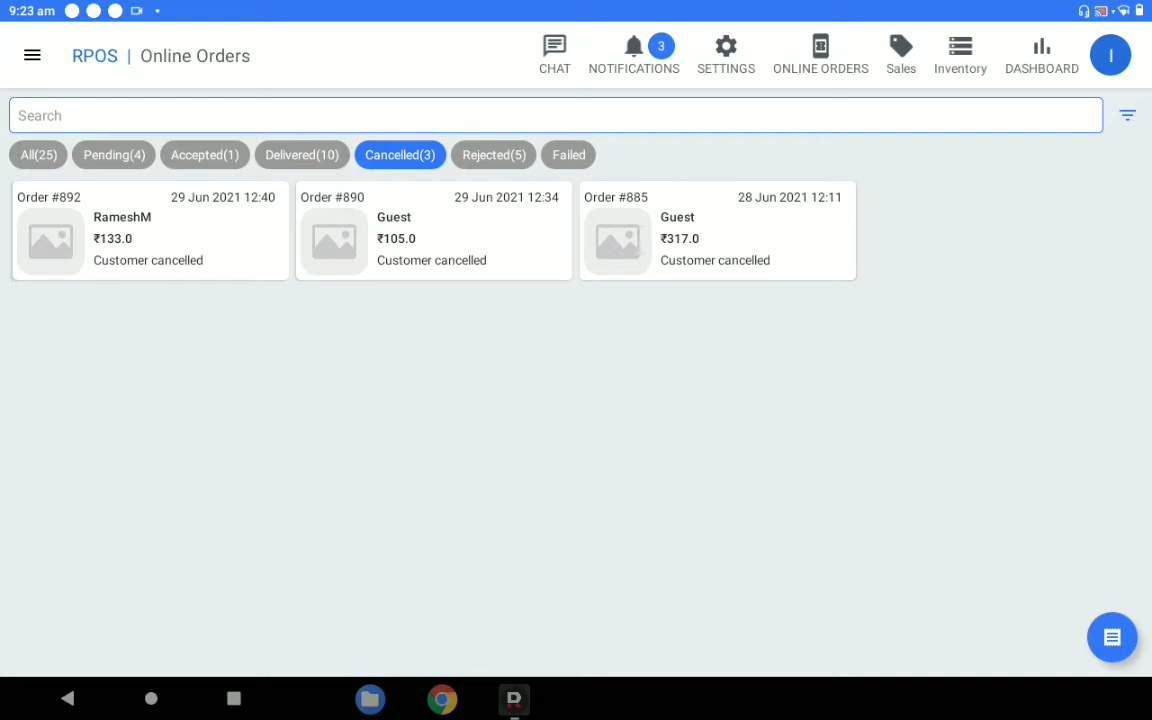 9:23 am
RPOS | Online Orders
CHAT
NOTIFICATIONS 3
SETTINGS
ONLINE ORDERS
Sales
Inventory
DASHBOARD
I
Search
All(25) Pending(4) Accepted(1) Delivered(10) Cancelled(3) Rejected(5) Failed
Order #892 29 Jun 2021 12:40
RameshM
₹133.0
Customer cancelled
Order #890 29 Jun 2021 12:34
Guest
₹105.0
Customer cancelled
Order #885 28 Jun 2021 12:11
Guest
₹317.0
Customer cancelled